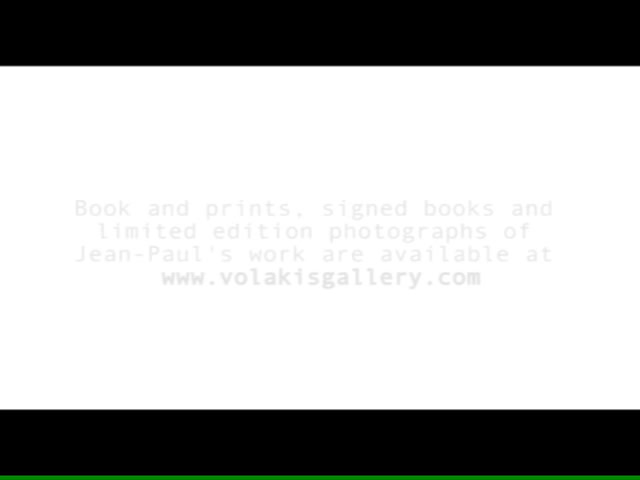 Book and prints, signed books and
limited edition photographs of
Jean-Paul's work are available at
www.volakisgallery.com